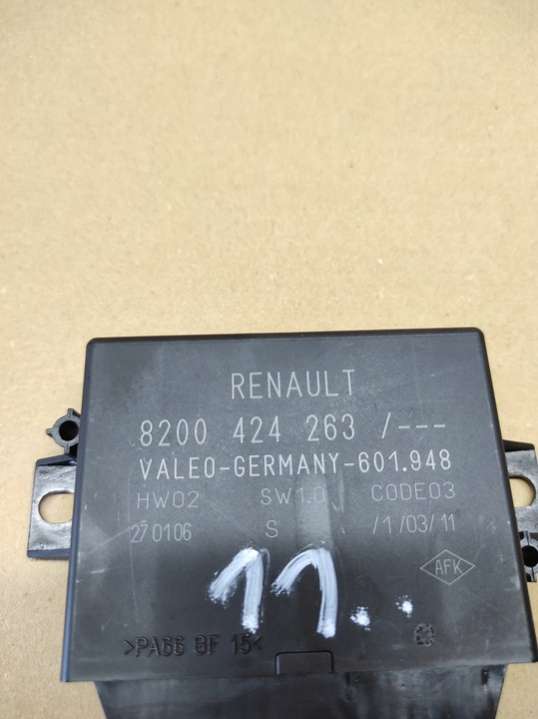 RENAULT
8200 424 263 /---
VALEO-GERMANY-601.948
HW02 SW1.0 CODE03
270106 S /1/03/11
11..
AFK
>PA66 GF 15<